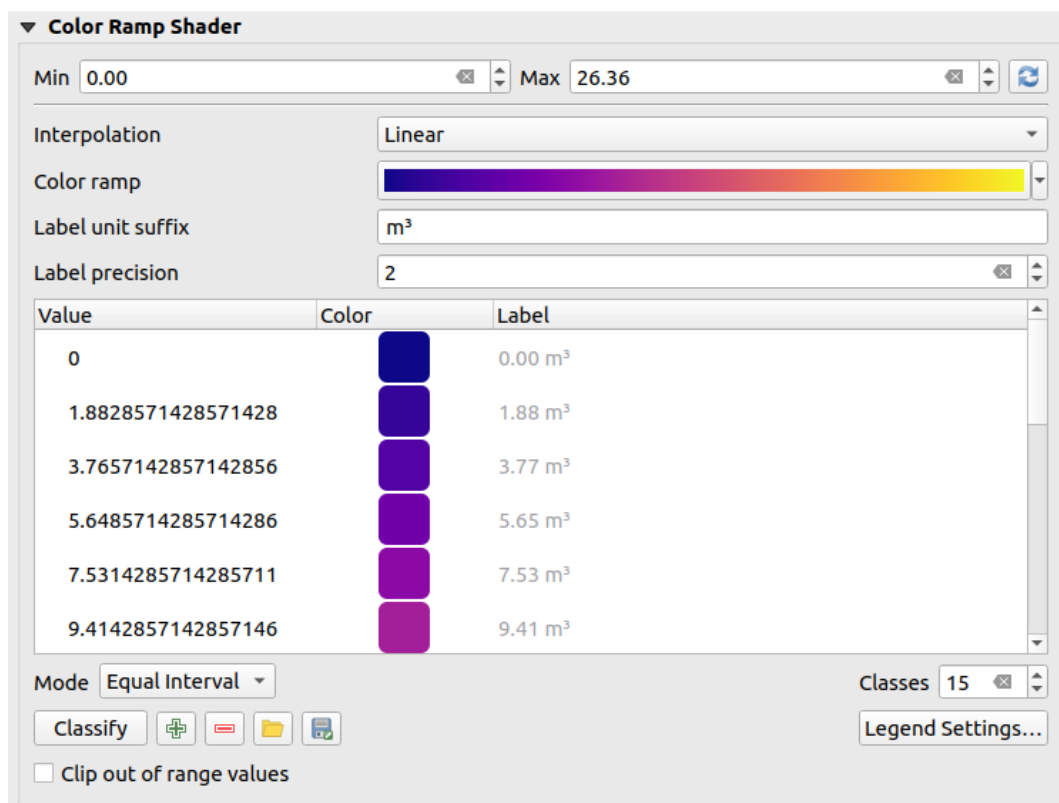 Color Ramp Shader
Min 0.00 Max 26.36
Interpolation Linear
Color ramp
Label unit suffix m³
Label precision 2
Value Color Label
0 0.00 m³
1.8828571428571428 1.88 m³
3.7657142857142856 3.77 m³
5.6485714285714286 5.65 m³
7.5314285714285711 7.53 m³
9.4142857142857146 9.41 m³
Mode Equal Interval Classes 15
Classify Legend Settings...
Clip out of range values